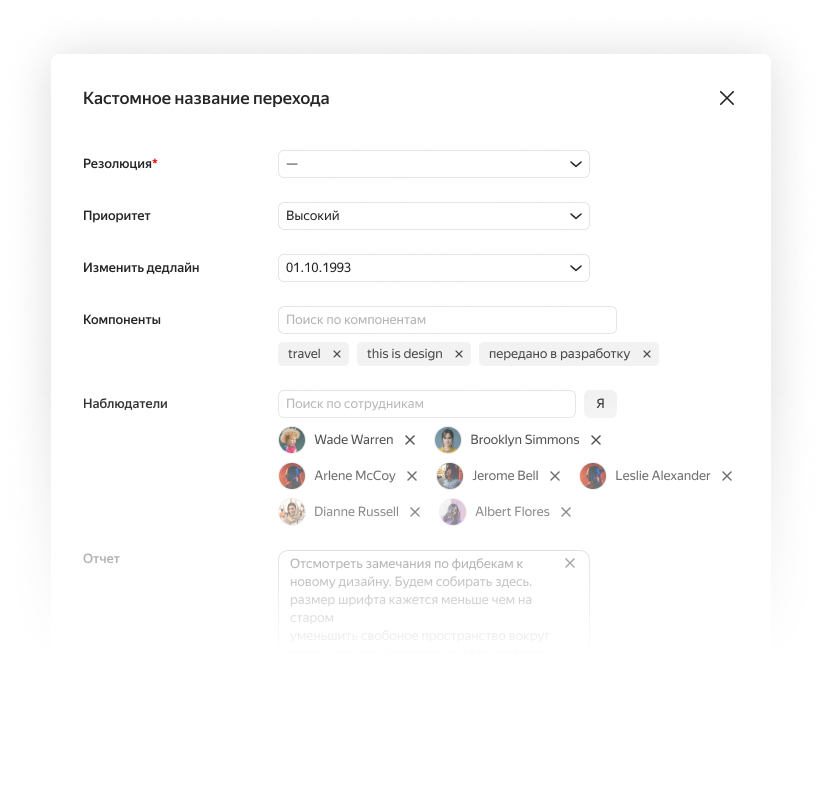 Кастомное название перехода
Резолюция* —
Приоритет Высокий
Изменить дедлайн 01.10.1993
Компоненты Поиск по компонентам
travel this is design передано в разработку
Наблюдатели Поиск по сотрудникам Я
Wade Warren Brooklyn Simmons
Arlene McCoy Jerome Bell Leslie Alexander
Dianne Russell Albert Flores
Отчет Отсмотреть замечания по фидбекам к
новому дизайну. Будем собирать здесь.
размер шрифта кажется меньше чем на
старом
уменьшить свобоное пространство вокруг